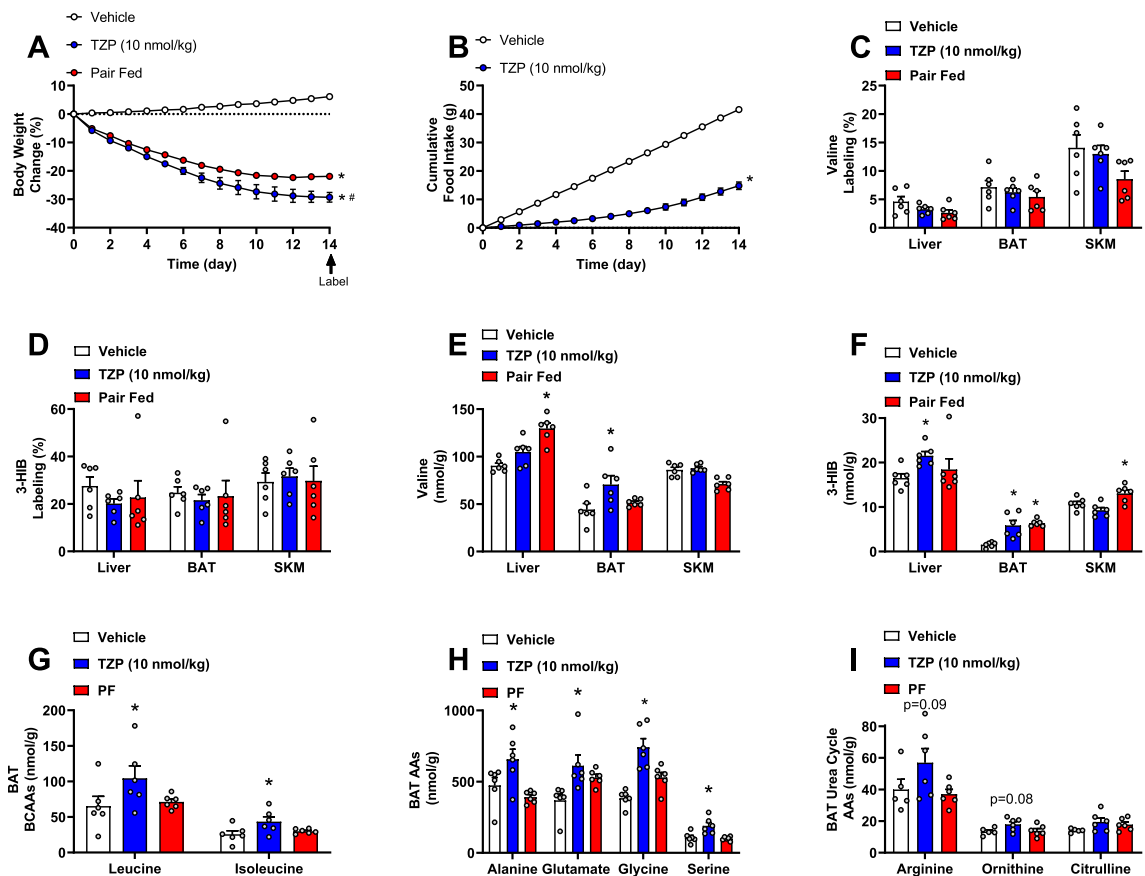 A
Vehicle
TZP (10 nmol/kg)
Pair Fed
Body Weight
Change (%)
10
0
-10
-20
-30
-40
*
* #
0 2 4 6 8 10 12 14
Time (day)
Label
B
Vehicle
TZP (10 nmol/kg)
Cumulative
Food Intake (g)
50
40
30
20
10
0
*
0 2 4 6 8 10 12 14
Time (day)
C
Vehicle
TZP (10 nmol/kg)
Pair Fed
Valine
Labeling (%)
25
20
15
10
5
0
Liver BAT SKM
D
Vehicle
TZP (10 nmol/kg)
Pair Fed
3-HIB
Labeling (%)
60
40
20
0
Liver BAT SKM
E
Vehicle
TZP (10 nmol/kg)
Pair Fed
Valine
(nmol/g)
150
100
50
0
* *
Liver BAT SKM
F
Vehicle
TZP (10 nmol/kg)
Pair Fed
3-HIB
(nmol/g)
30
20
10
0
* * * *
Liver BAT SKM
G
Vehicle
TZP (10 nmol/kg)
PF
BAT
BCAAs (nmol/g)
200
150
100
50
0
* *
Leucine Isoleucine
H
Vehicle
TZP (10 nmol/kg)
PF
BAT AAs
(nmol/g)
1000
500
0
* * * *
Alanine Glutamate Glycine Serine
I
Vehicle
TZP (10 nmol/kg)
PF
BAT Urea Cycle
AAs (nmol/g)
80
60
40
20
0
p=0.09
p=0.08
Arginine Ornithine Citrulline